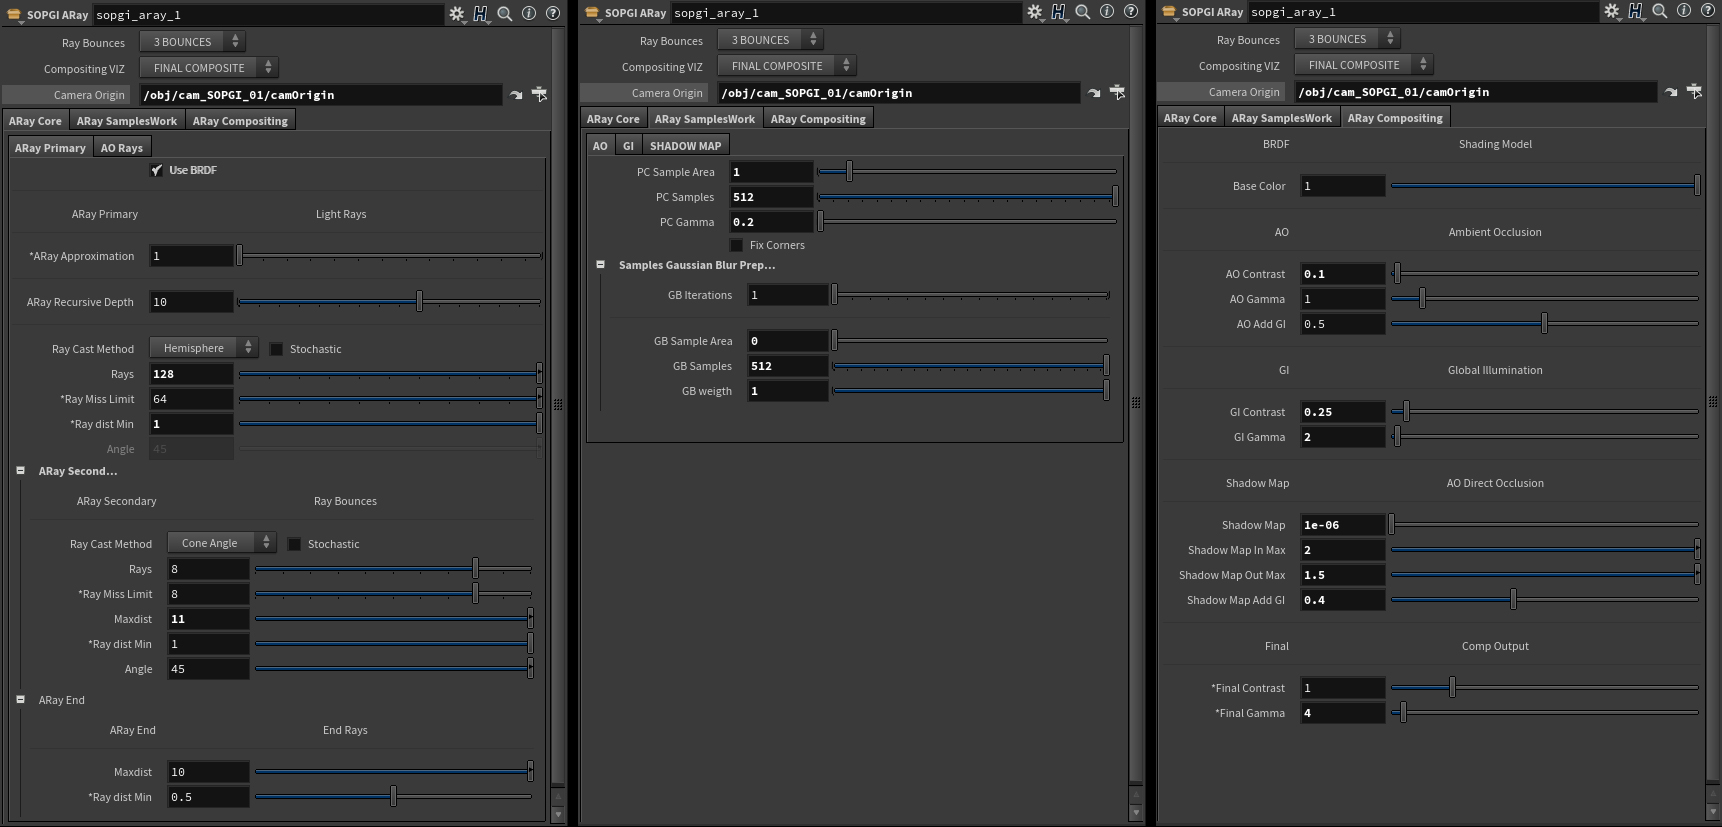 SOPGI ARay sopgi_aray_1
Ray Bounces 3 BOUNCES
Compositing VIZ FINAL COMPOSITE
Camera Origin /obj/cam_SOPGI_01/camOrigin
ARay Core ARay SamplesWork ARay Compositing
ARay Primary AO Rays
Use BRDF
ARay Primary Light Rays
*ARay Approximation 1
ARay Recursive Depth 10
Ray Cast Method Hemisphere Stochastic
Rays 128
*Ray Miss Limit 64
*Ray dist Min 1
Angle 45
ARay Second...
ARay Secondary Ray Bounces
Ray Cast Method Cone Angle Stochastic
Rays 8
*Ray Miss Limit 8
Maxdist 11
*Ray dist Min 1
Angle 45
ARay End
ARay End End Rays
Maxdist 10
*Ray dist Min 0.5
SOPGI ARay sopgi_aray_1
Ray Bounces 3 BOUNCES
Compositing VIZ FINAL COMPOSITE
Camera Origin /obj/cam_SOPGI_01/camOrigin
ARay Core ARay SamplesWork ARay Compositing
AO GI SHADOW MAP
PC Sample Area 1
PC Samples 512
PC Gamma 0.2
Fix Corners
Samples Gaussian Blur Prep...
GB Iterations 1
GB Sample Area 0
GB Samples 512
GB weigth 1
SOPGI ARay sopgi_aray_1
Ray Bounces 3 BOUNCES
Compositing VIZ FINAL COMPOSITE
Camera Origin /obj/cam_SOPGI_01/camOrigin
ARay Core ARay SamplesWork ARay Compositing
BRDF Shading Model
Base Color 1
AO Ambient Occlusion
AO Contrast 0.1
AO Gamma 1
AO Add GI 0.5
GI Global Illumination
GI Contrast 0.25
GI Gamma 2
Shadow Map AO Direct Occlusion
Shadow Map 1e-06
Shadow Map In Max 2
Shadow Map Out Max 1.5
Shadow Map Add GI 0.4
Final Comp Output
*Final Contrast 1
*Final Gamma 4